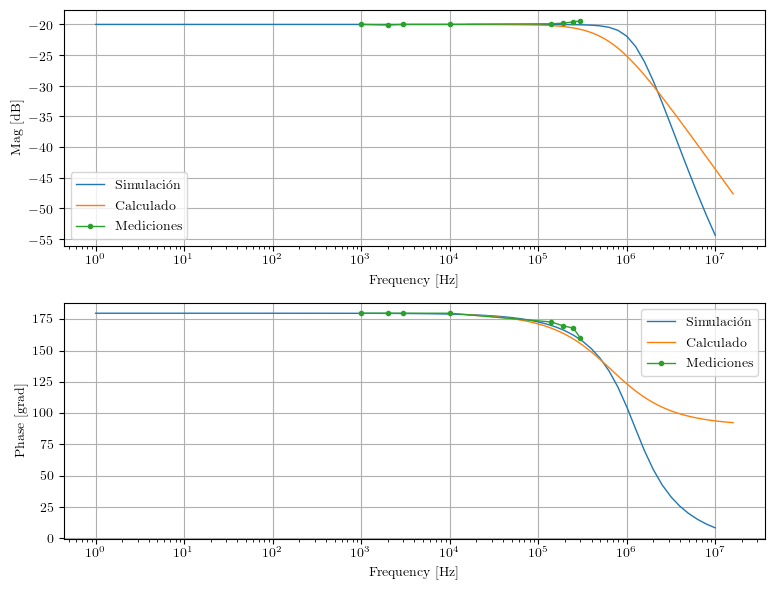 Mag [dB]
−20
−25
−30
−35
−40
−45
−50
−55
Simulación
Calculado
Mediciones
10^0 10^1 10^2 10^3 10^4 10^5 10^6 10^7
Frequency [Hz]
Phase [grad]
175
150
125
100
75
50
25
0
Simulación
Calculado
Mediciones
10^0 10^1 10^2 10^3 10^4 10^5 10^6 10^7
Frequency [Hz]